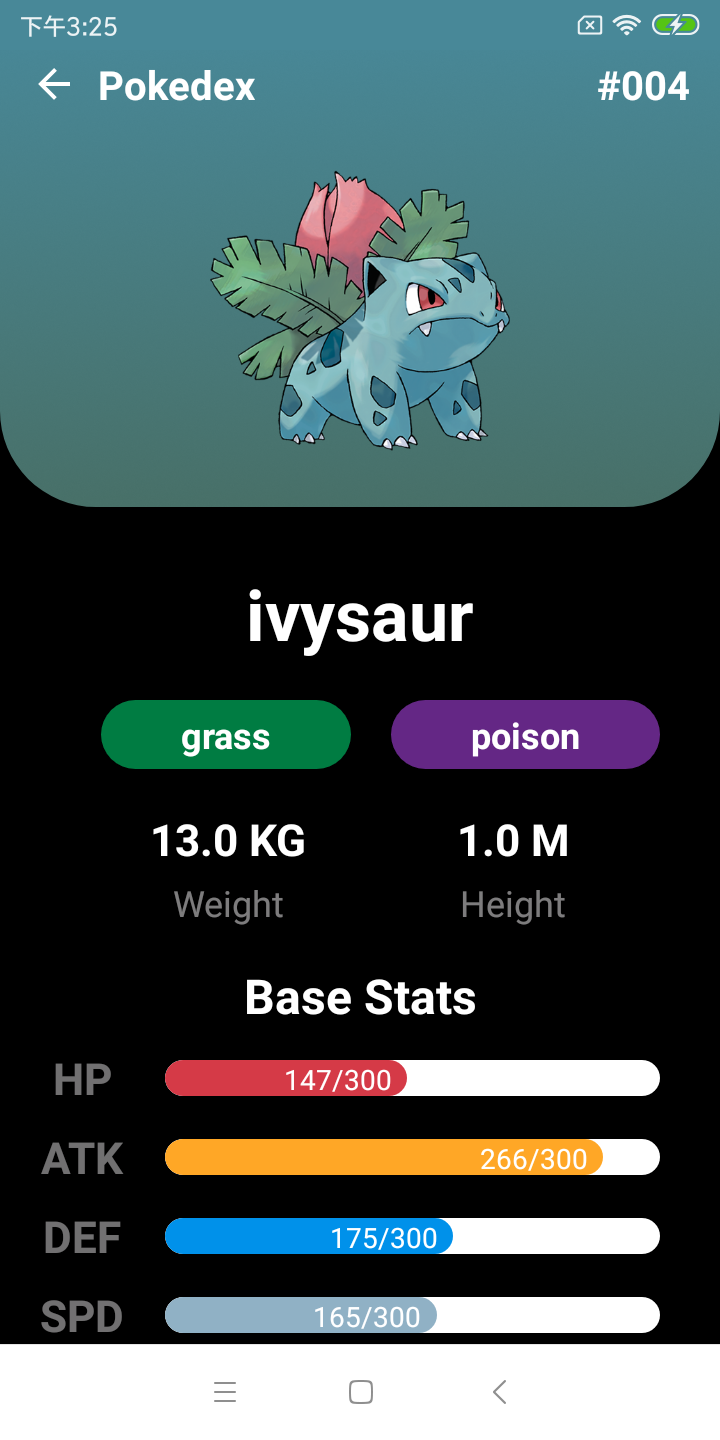 下午3:25
Pokedex #004
ivysaur
grass poison
13.0 KG 1.0 M
Weight Height
Base Stats
HP 147/300
ATK 266/300
DEF 175/300
SPD 165/300